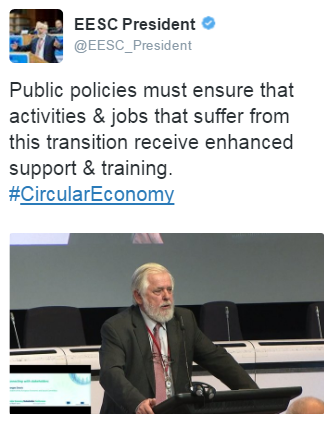 EESC President
@EESC_President
Public policies must ensure that
activities & jobs that suffer from
this transition receive enhanced
support & training.
#CircularEconomy